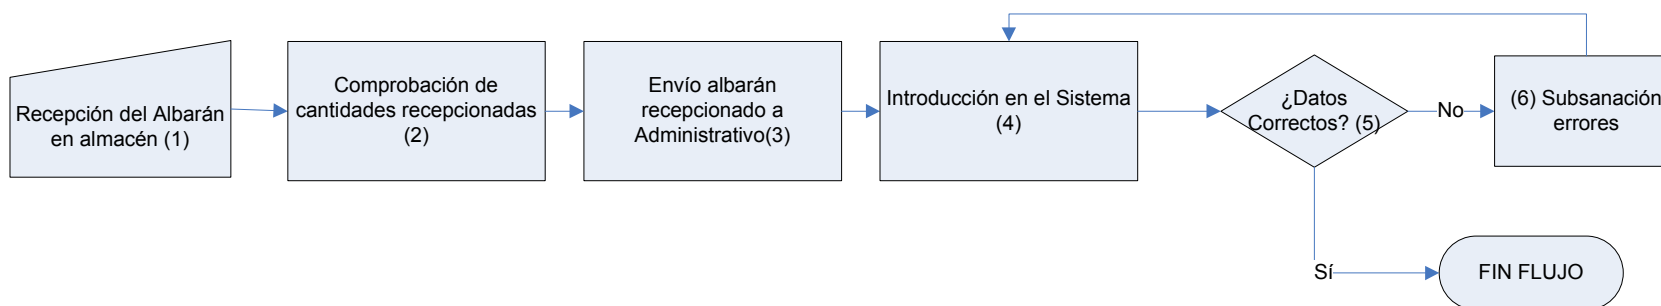 Recepción del Albarán
en almacén (1)
Comprobación de
cantidades recepcionadas
(2)
Envío albarán
recepcionado a
Administrativo(3)
Introducción en el Sistema
(4)
¿Datos
Correctos? (5)
No
(6) Subsanación
errores
Sí
FIN FLUJO